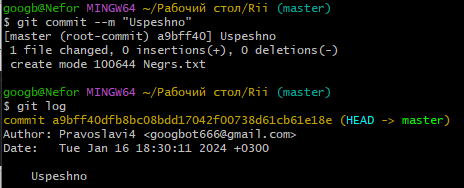 googb@Nefor MINGW64 ~/Рабочий стол/Rii (master)
$ git commit --m "Uspeshno"
[master (root-commit) a9bff40] Uspeshno
 1 file changed, 0 insertions(+), 0 deletions(-)
 create mode 100644 Negrs.txt

googb@Nefor MINGW64 ~/Рабочий стол/Rii (master)
$ git log
commit a9bff40dfb8bc08bdd17042f00738d61cb61e18e (HEAD -> master)
Author: Pravoslavi4 <googbot666@gmail.com>
Date:   Tue Jan 16 18:30:11 2024 +0300

    Uspeshno